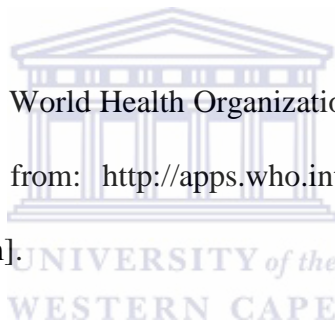 World Health Organizatio
from: http://apps.who.in
].
UNIVERSITY of the
WESTERN CAPE